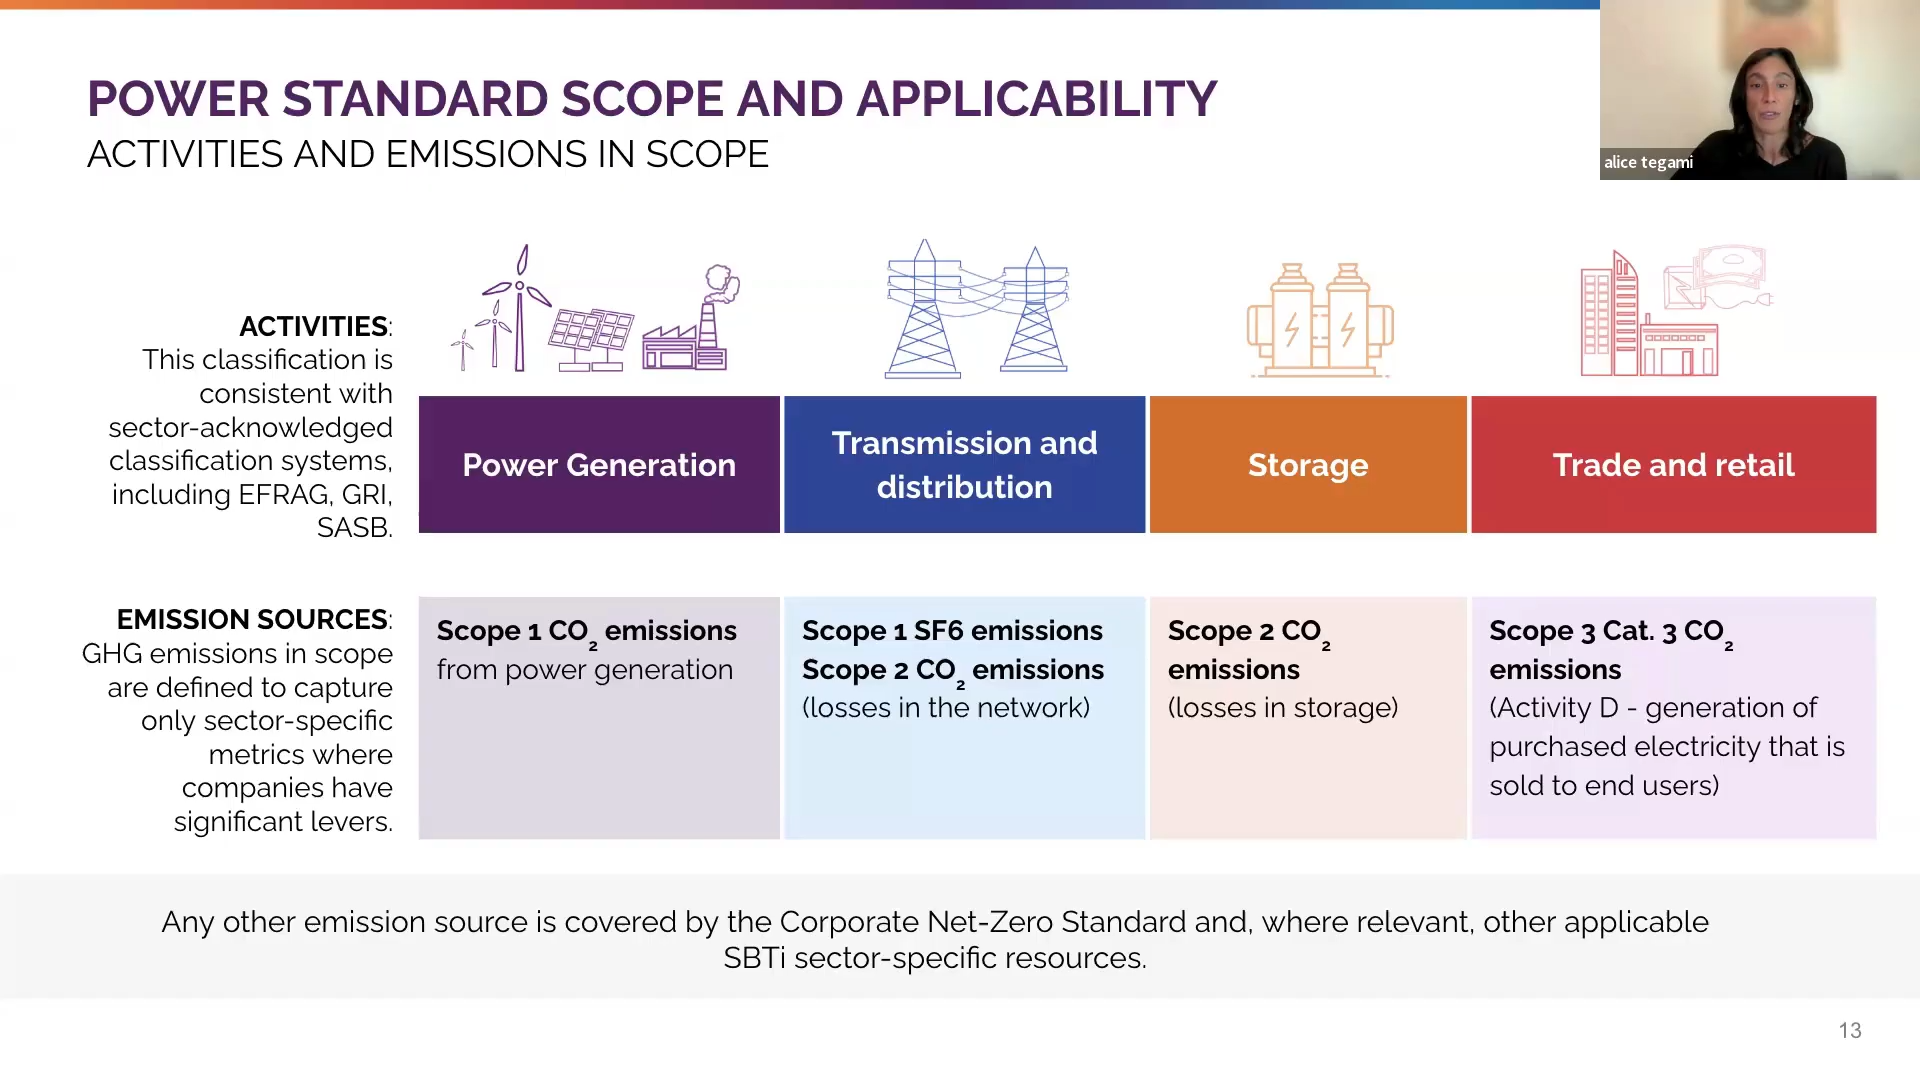 POWER STANDARD SCOPE AND APPLICABILITY
ACTIVITIES AND EMISSIONS IN SCOPE
alice tegami
ACTIVITIES:
This classification is
consistent with
sector-acknowledged
classification systems,
including EFRAG, GRI,
SASB.
Power Generation
Transmission and
distribution
Storage
Trade and retail
EMISSION SOURCES:
GHG emissions in scope
are defined to capture
only sector-specific
metrics where
companies have
significant levers.
Scope 1 CO₂ emissions
from power generation
Scope 1 SF6 emissions
Scope 2 CO₂ emissions
(losses in the network)
Scope 2 CO₂
emissions
(losses in storage)
Scope 3 Cat. 3 CO₂
emissions
(Activity D - generation of
purchased electricity that is
sold to end users)
Any other emission source is covered by the Corporate Net-Zero Standard and, where relevant, other applicable
SBTi sector-specific resources.
13